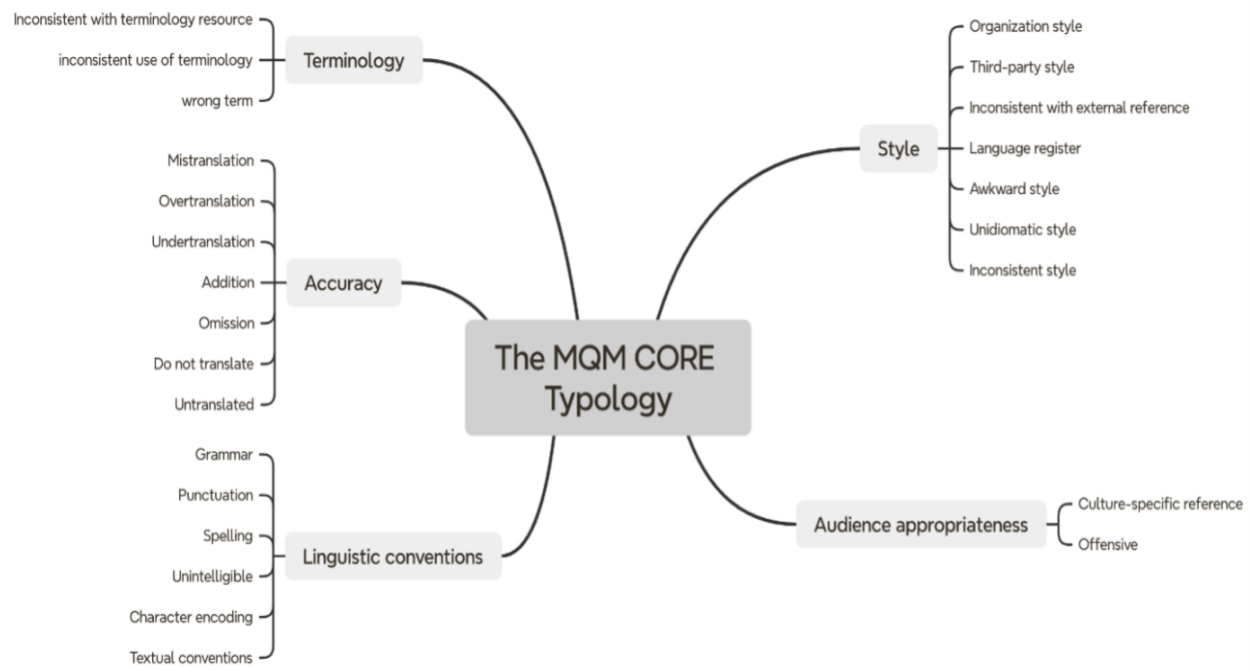 Inconsistent with terminology resource
inconsistent use of terminology
wrong term
Terminology
Mistranslation
Overtranslation
Undertranslation
Addition
Omission
Do not translate
Untranslated
Accuracy
Grammar
Punctuation
Spelling
Unintelligible
Character encoding
Textual conventions
Linguistic conventions
The MQM CORE
Typology
Style
Organization style
Third-party style
Inconsistent with external reference
Language register
Awkward style
Unidiomatic style
Inconsistent style
Audience appropriateness
Culture-specific reference
Offensive